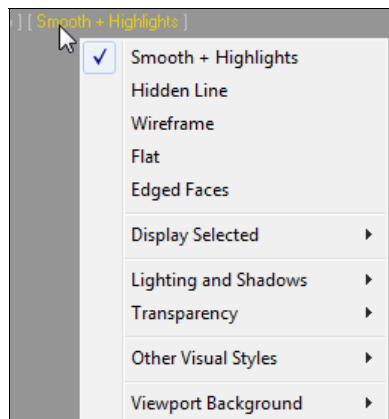 ] [ Smooth + Highlights ]
Smooth + Highlights
Hidden Line
Wireframe
Flat
Edged Faces
Display Selected
Lighting and Shadows
Transparency
Other Visual Styles
Viewport Background